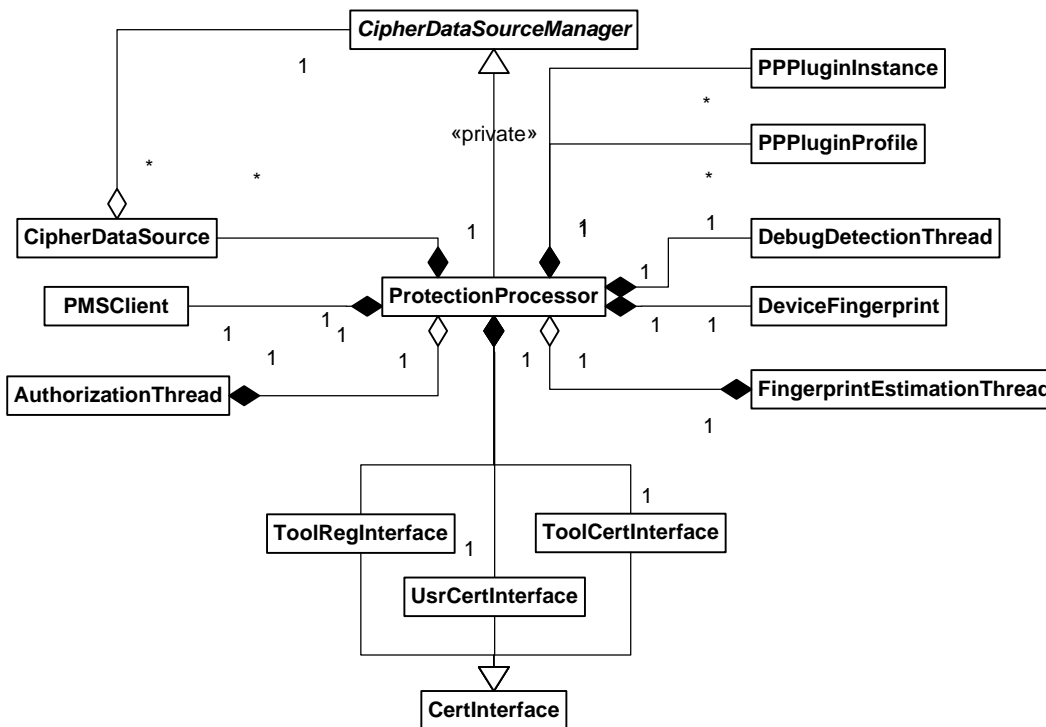 CipherDataSourceManager
1
PPPluginInstance
*
«private»
PPPluginProfile
*
*
*
CipherDataSource
1
1
1
1
DebugDetectionThread
1
PMSClient
ProtectionProcessor
DeviceFingerprint
1
1
1
1
1
1
1
1
1
AuthorizationThread
FingerprintEstimationThread
1
1
ToolRegInterface
ToolCertInterface
1
UsrCertInterface
CertInterface